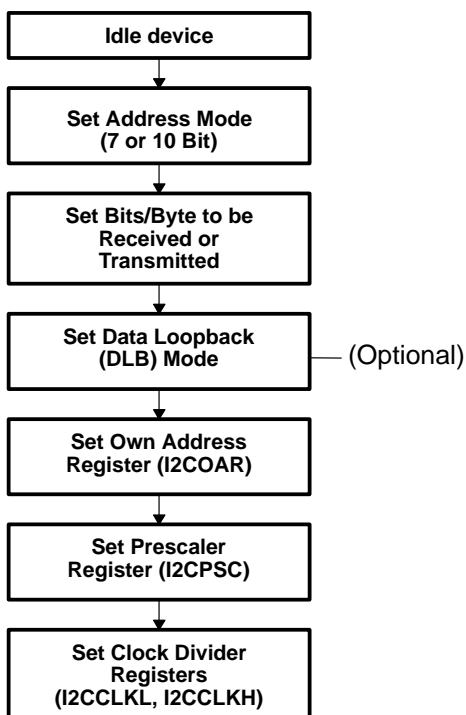 Idle device
Set Address Mode
(7 or 10 Bit)
Set Bits/Byte to be
Received or
Transmitted
Set Data Loopback
(DLB) Mode
(Optional)
Set Own Address
Register (I2COAR)
Set Prescaler
Register (I2CPSC)
Set Clock Divider
Registers
(I2CCLKL, I2CCLKH)